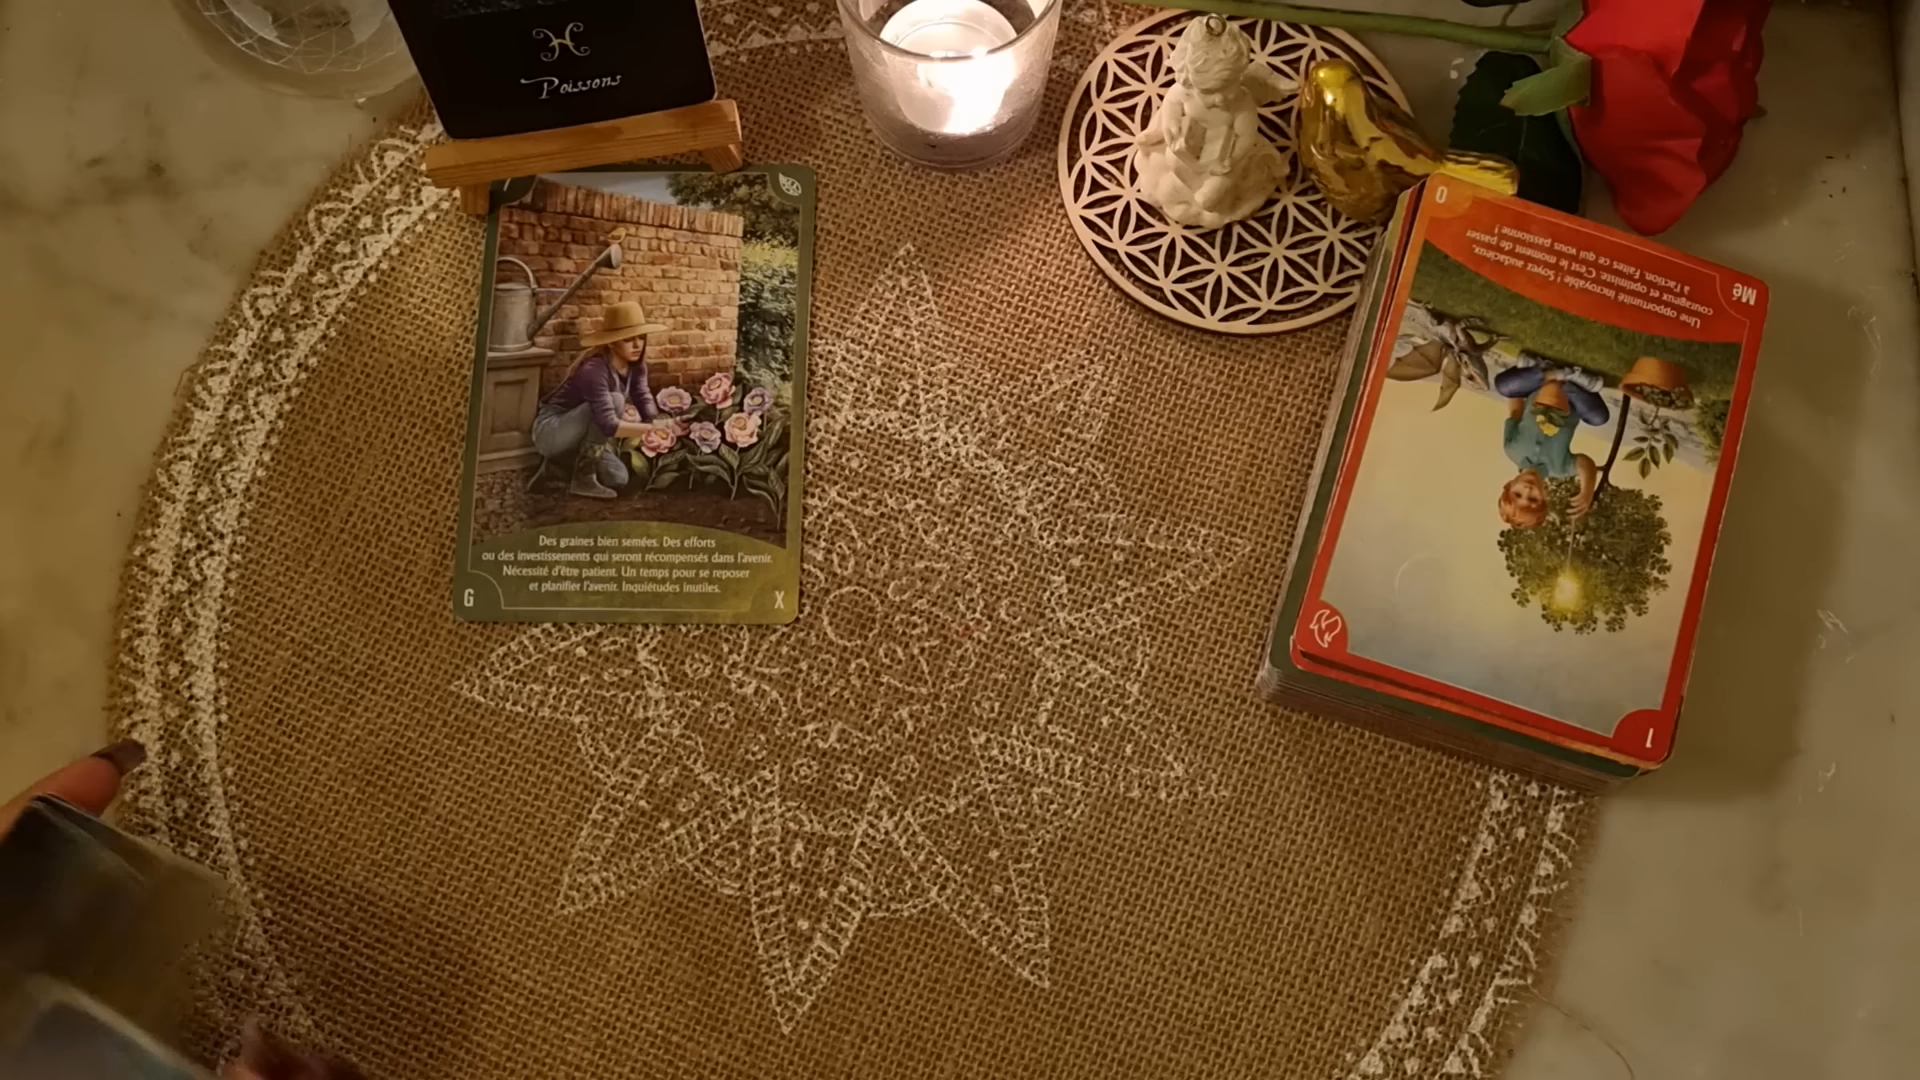 Poissons
Des graines bien semées. Des efforts
ou des investissements qui seront récompensés dans l'avenir.
Nécessité d'être patient. Un temps pour se reposer
et planifier l'avenir. Inquiétudes inutiles.
G
X
0
Mé
Une opportunité incroyable ! Soyez audacieux,
courageux et optimiste. C'est le moment de passer
à l'action. Faites ce qui vous passionne !
1